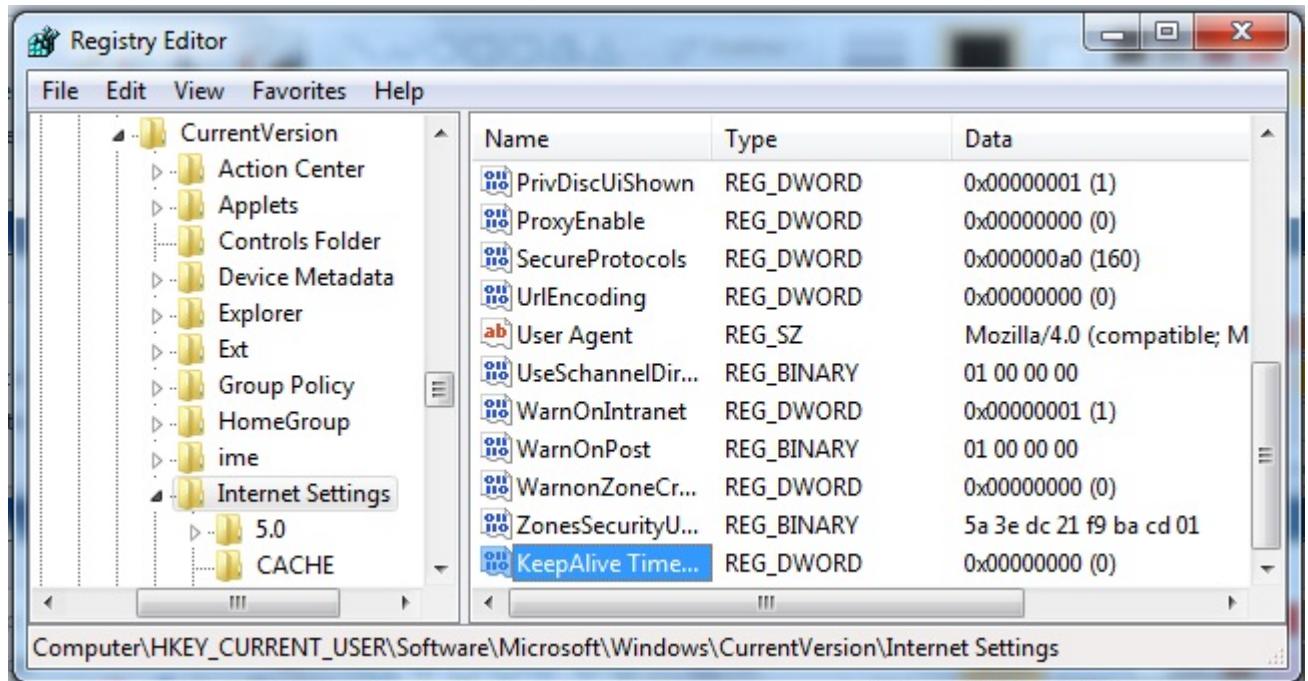 Registry Editor
File Edit View Favorites Help
CurrentVersion
Action Center
Applets
Controls Folder
Device Metadata
Explorer
Ext
Group Policy
HomeGroup
ime
Internet Settings
5.0
CACHE
Name Type Data
PrivDiscUiShown REG_DWORD 0x00000001 (1)
ProxyEnable REG_DWORD 0x00000000 (0)
SecureProtocols REG_DWORD 0x000000a0 (160)
UrlEncoding REG_DWORD 0x00000000 (0)
User Agent REG_SZ Mozilla/4.0 (compatible; M
UseSchannelDir... REG_BINARY 01 00 00 00
WarnOnIntranet REG_DWORD 0x00000001 (1)
WarnOnPost REG_BINARY 01 00 00 00
WarnonZoneCr... REG_DWORD 0x00000000 (0)
ZonesSecurityU... REG_BINARY 5a 3e dc 21 f9 ba cd 01
KeepAlive Time... REG_DWORD 0x00000000 (0)
Computer\HKEY_CURRENT_USER\Software\Microsoft\Windows\CurrentVersion\Internet Settings